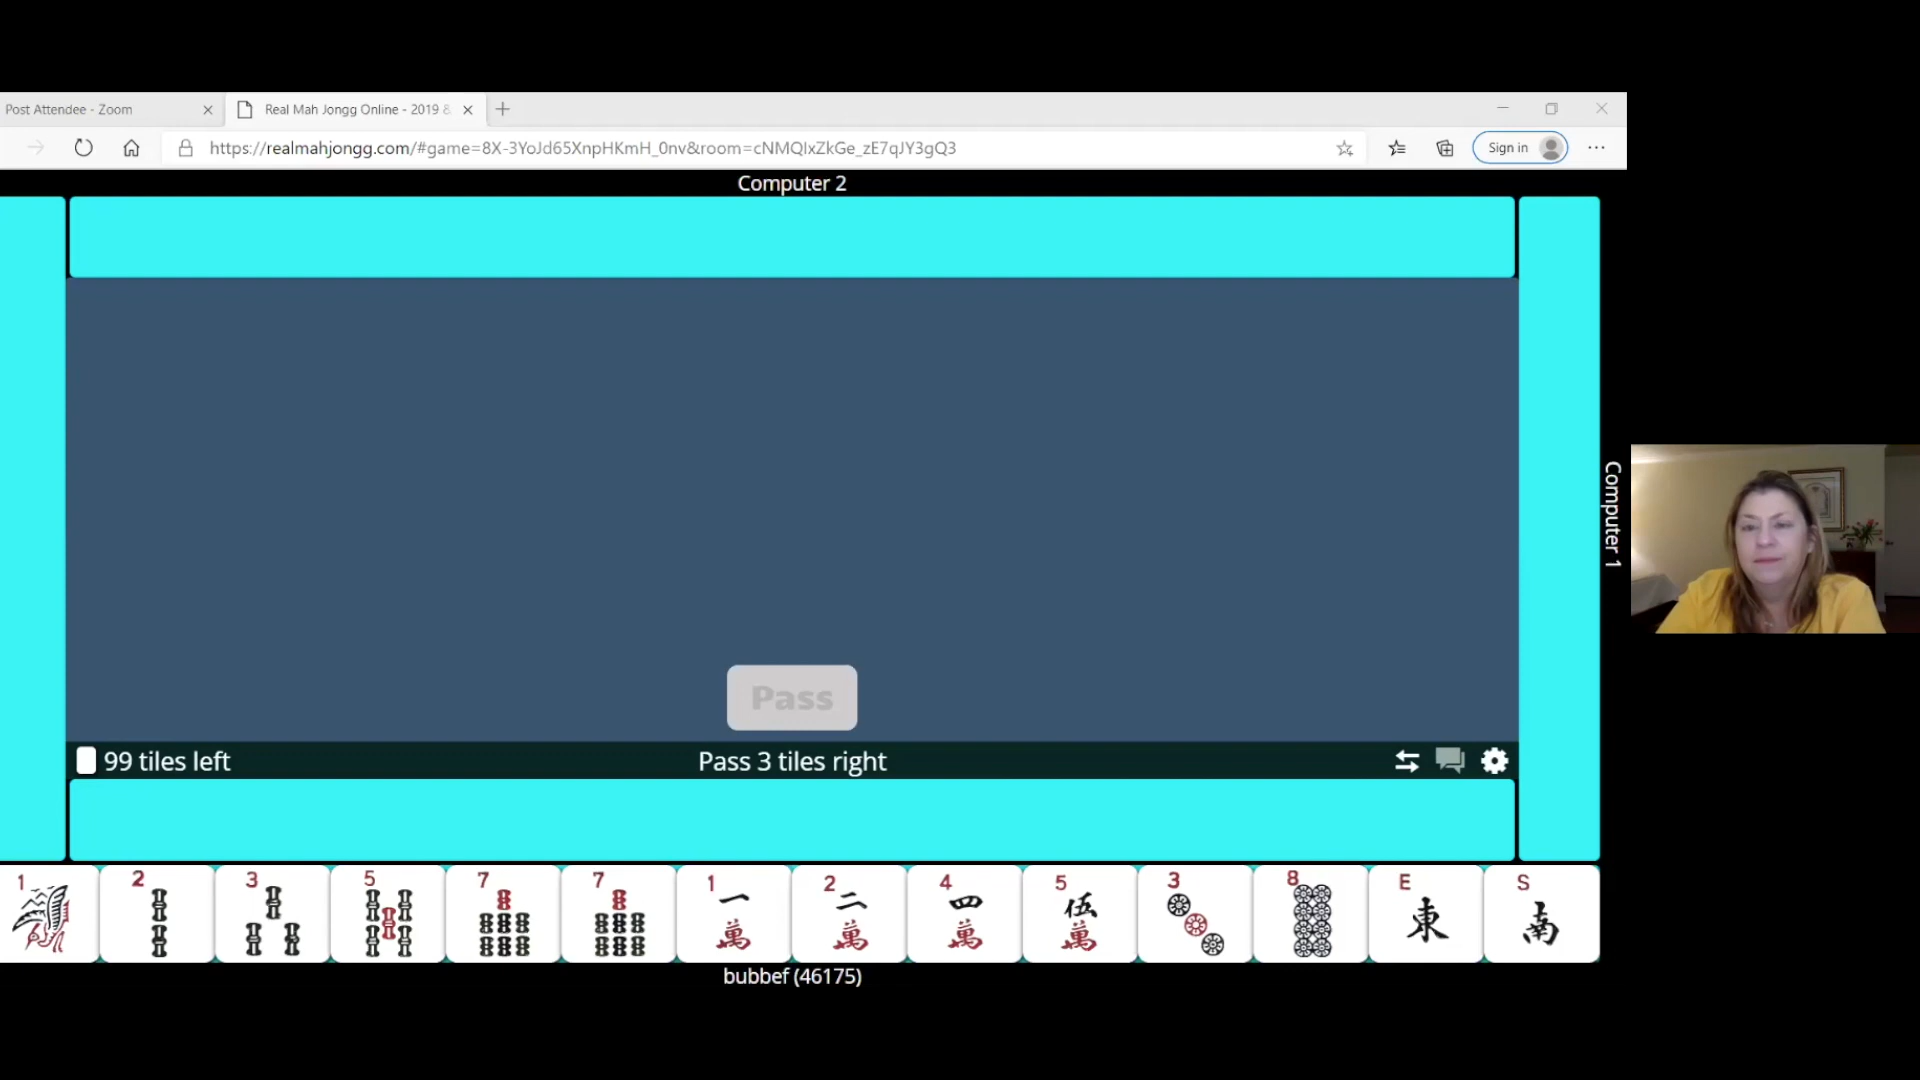 Post Attendee - Zoom
Real Mah Jongg Online - 2019 &
https://realmahjongg.com/#game=8X-3YoJd65XnpHKmH_0nv&room=cNMQIxZkGe_zE7qJY3gQ3
Sign in
Computer 2
Computer 1
Pass
99 tiles left
Pass 3 tiles right
1 2 3 5 7 7 1 2 4 5 3 8 E S
一 二 四 伍 東 南
萬 萬 萬 萬
bubbef (46175)